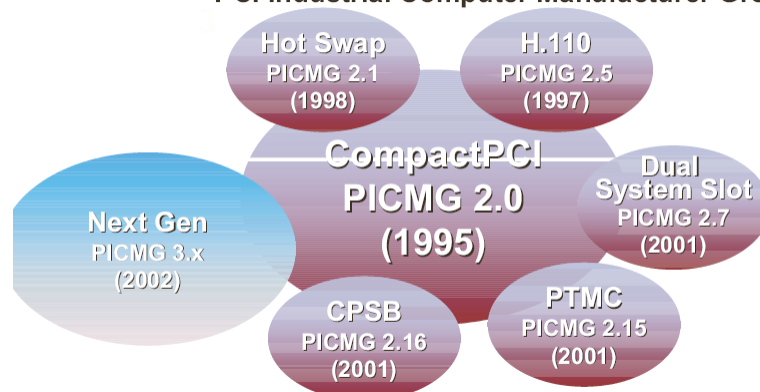 Hot Swap
PICMG 2.1
(1998)
H.110
PICMG 2.5
(1997)
CompactPCI
PICMG 2.0
(1995)
Dual
System Slot
PICMG 2.7
(2001)
Next Gen
PICMG 3.x
(2002)
CPSB
PICMG 2.16
(2001)
PTMC
PICMG 2.15
(2001)